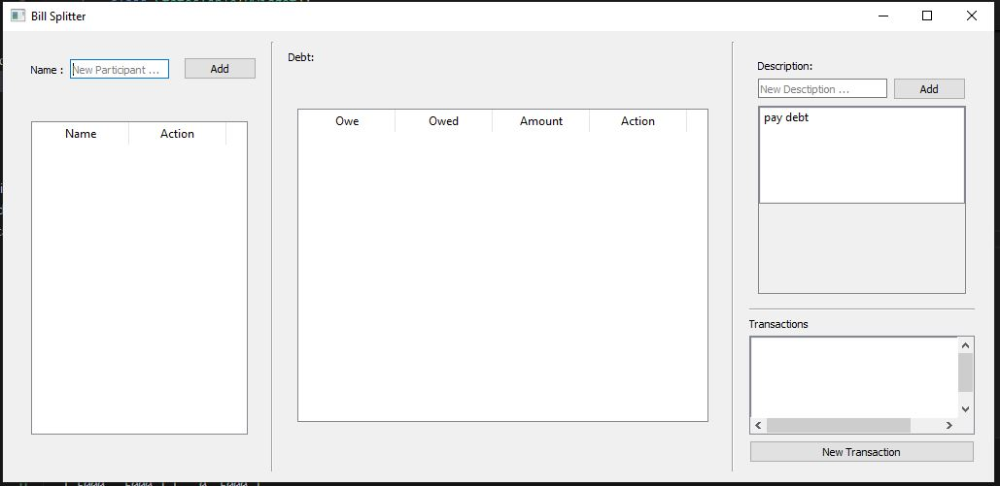 Bill Splitter
Name :
New Participant ...
Add
Name
Action
Debt:
Owe
Owed
Amount
Action
Description:
New Desctiption ...
Add
pay debt
Transactions
New Transaction